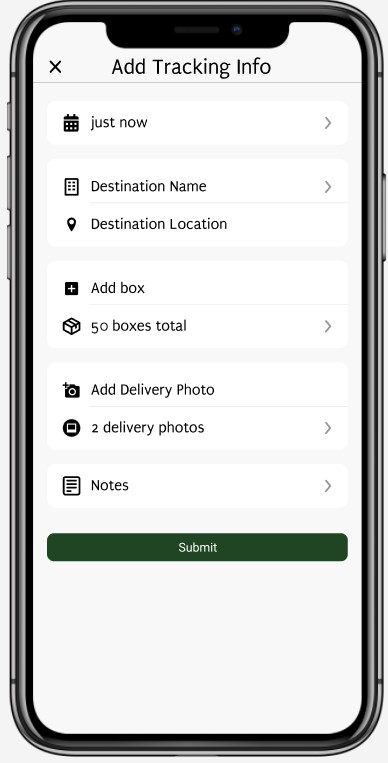 Add Tracking Info
just now
Destination Name
Destination Location
Add box
50 boxes total
Add Delivery Photo
2 delivery photos
Notes
Submit